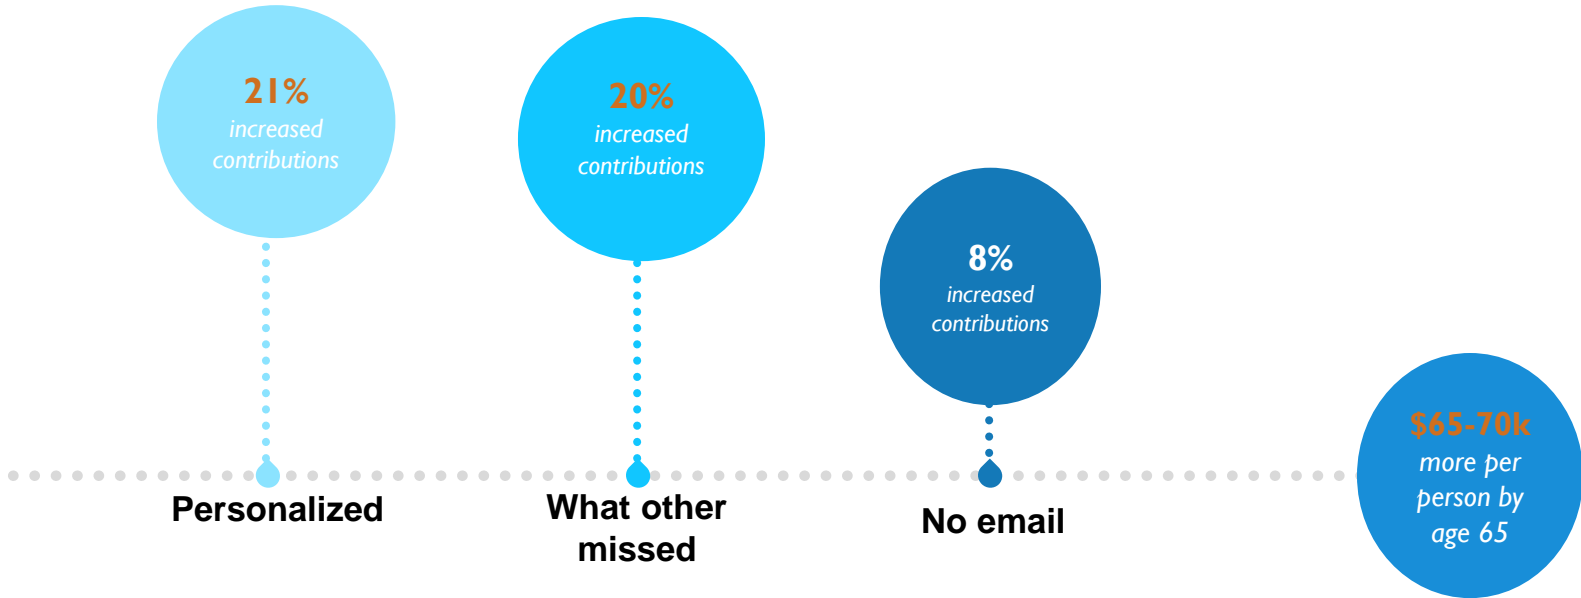 21%
increased
contributions
20%
increased
contributions
8%
increased
contributions
$65-70k
more per
person by
age 65
Personalized
What other
missed
No email